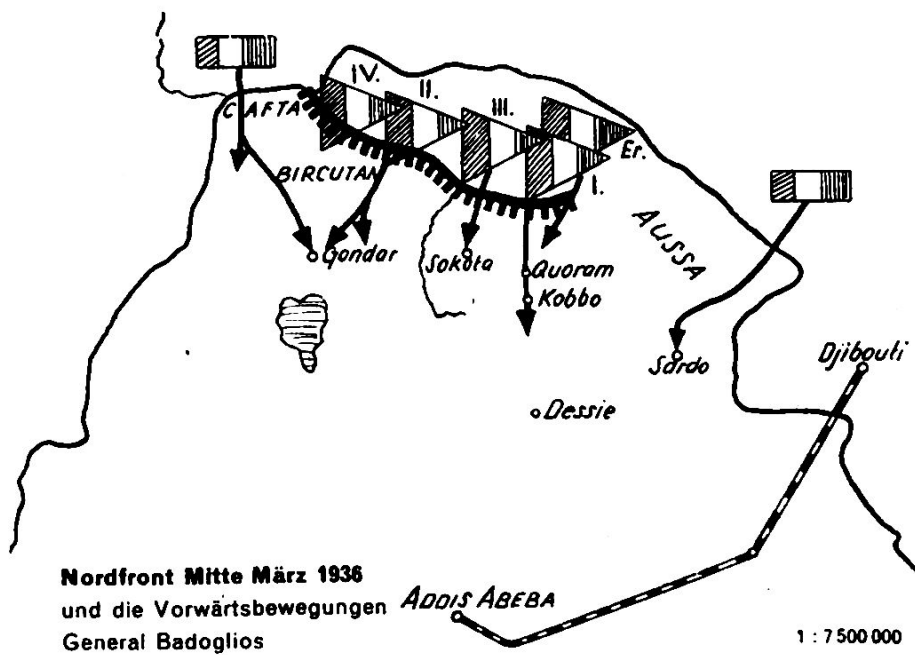 IV.
II.
III.
CAFTA
Er.
BIRCUTAN
I.
AUSSA
Gondar
Sokota
Quoram
Kobbo
Sardo
Djibouti
Dessie
Nordfront Mitte März 1936
und die Vorwärtsbewegungen
General Badoglios
ADDIS ABEBA
1 : 7 500 000